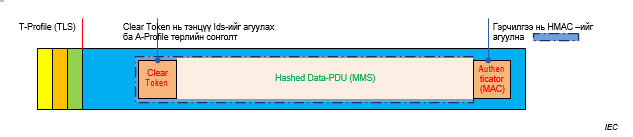 T-Profile (TLS)
Clear Token нь тэнцүү Ids-ийг агуулах
ба A-Profile төрлийн сонголт
Гэрчилгээ нь HMAC –ийг
агуулна
Clear
Token
Hashed Data-PDU (MMS)
Authen
ticator
(MAC)
IEC